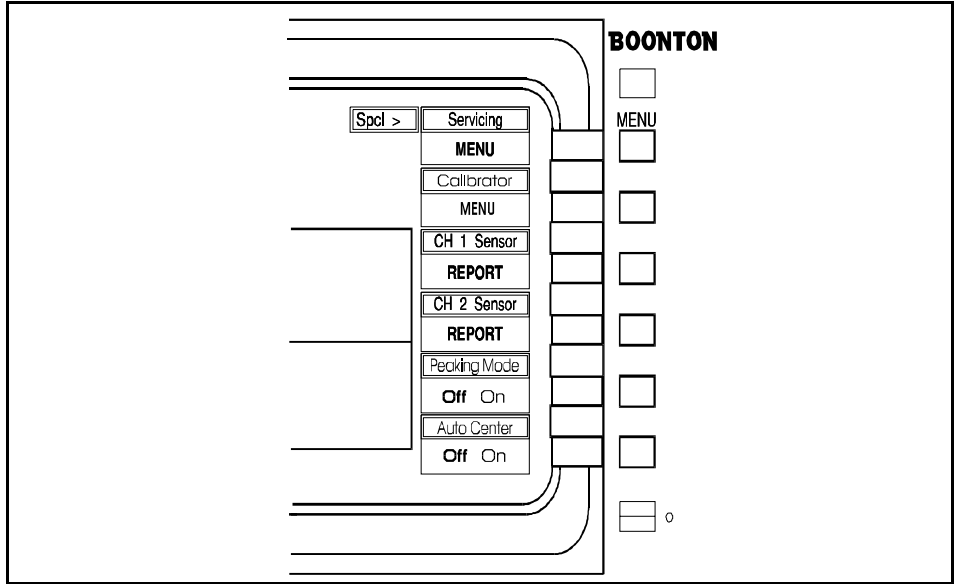 BOONTON
MENU
Spcl > Servicing
MENU
Calibrator
MENU
CH 1 Sensor
REPORT
CH 2 Sensor
REPORT
Peaking Mode
Off On
Auto Center
Off On
O